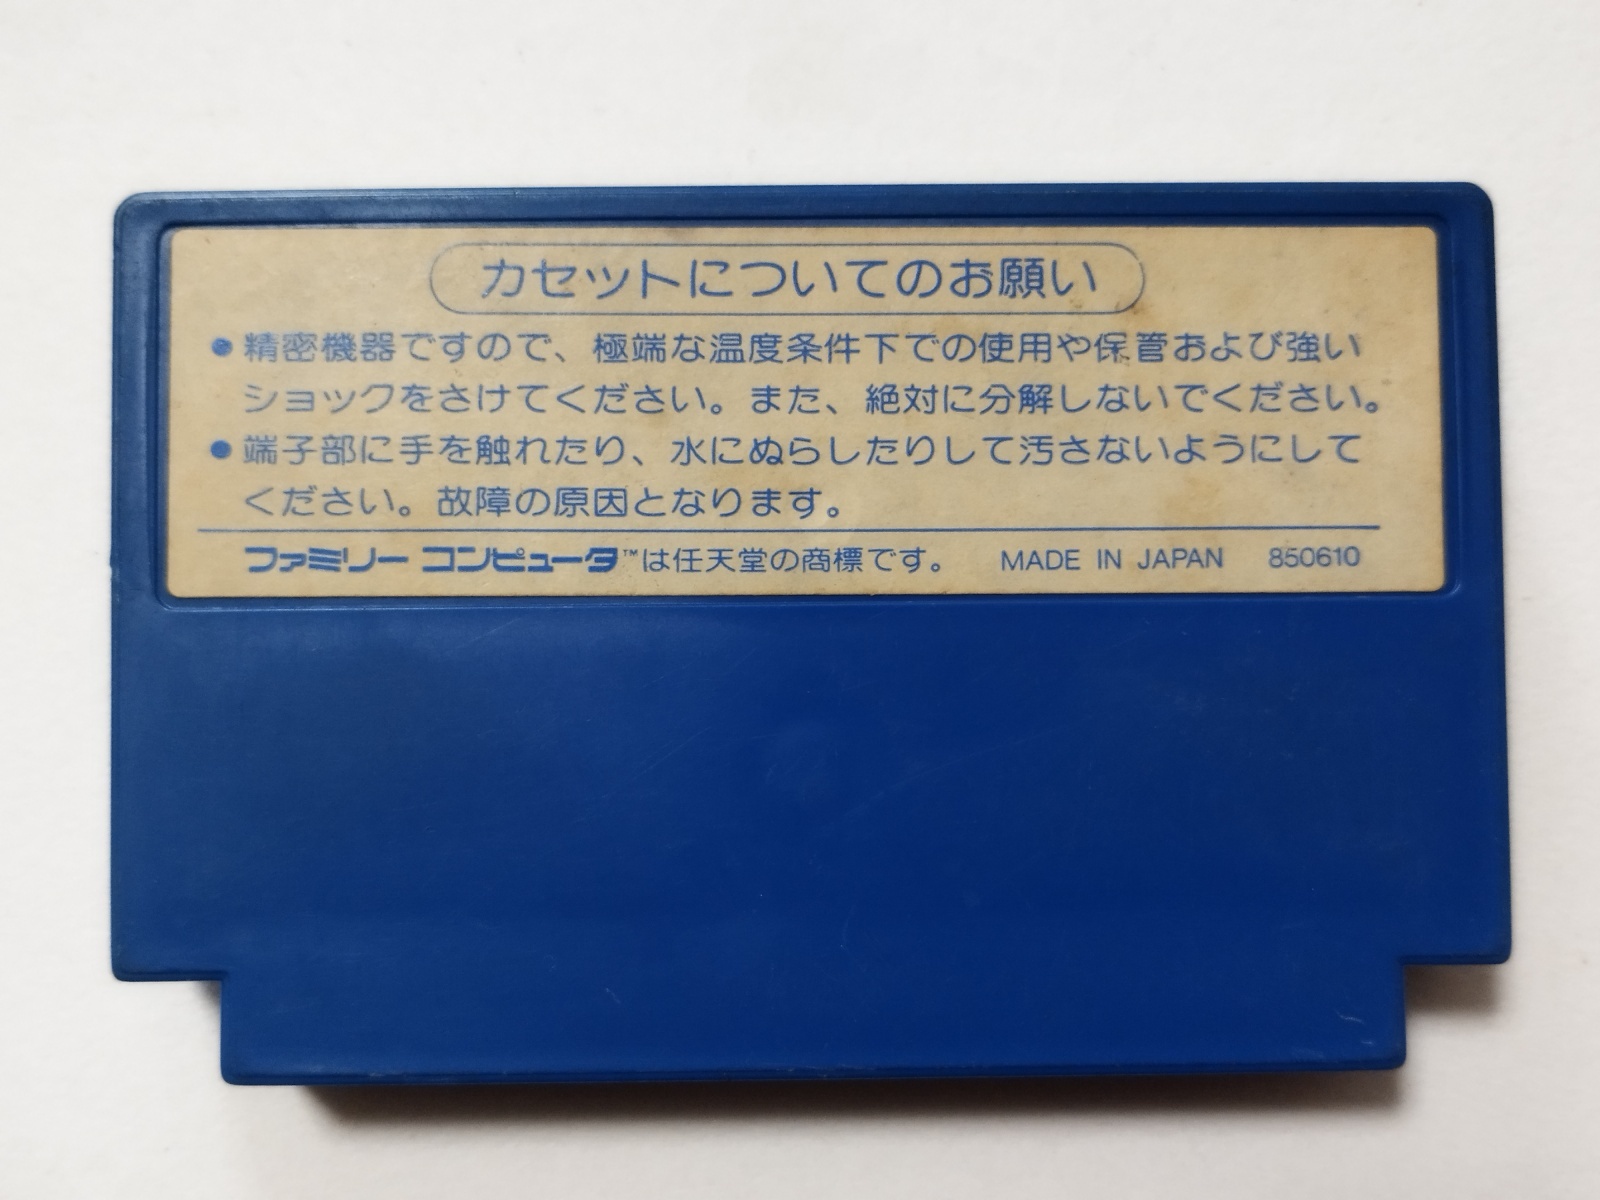 カセットについてのお願い
●精密機器ですので、極端な温度条件下での使用や保管および強い
ショックをさけてください。また、絶対に分解しないでください。
●端子部に手を触れたり、水にぬらしたりして汚さないようにして
ください。故障の原因となります。
ファミリー コンピュータ™は任天堂の商標です。 MADE IN JAPAN 850610